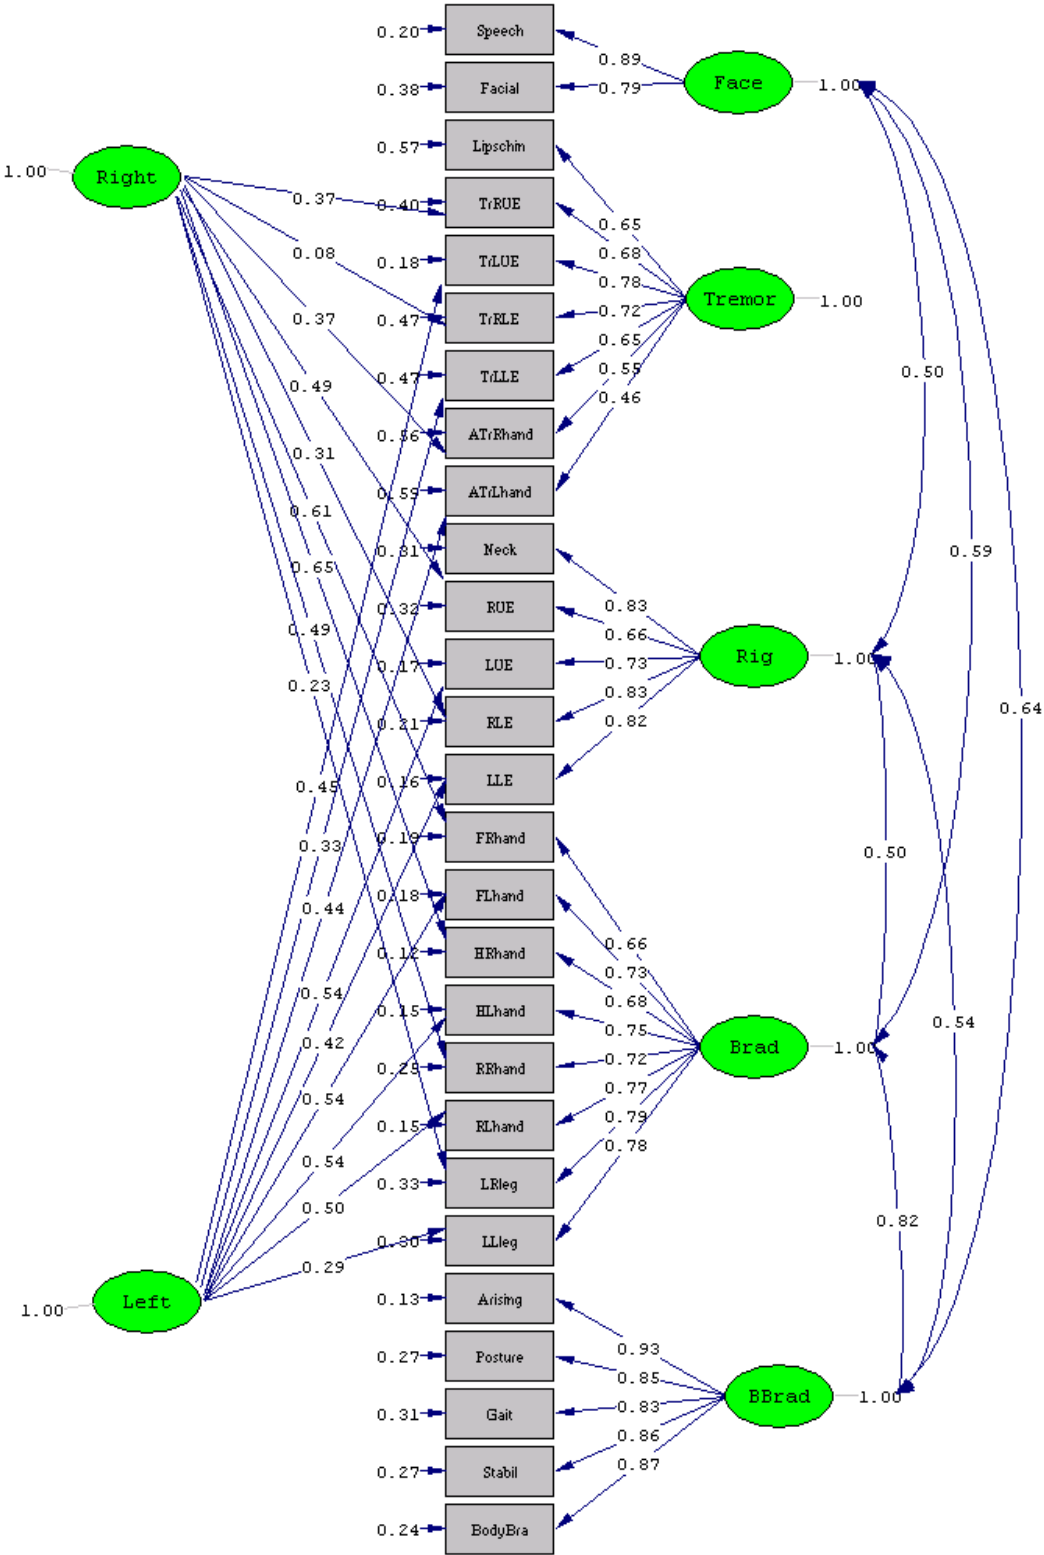 0.20 Speech
0.89
Face 1.00
0.38 Facial
0.79
0.57 Lipschin
1.00 Right
0.37
0.40 TrRUE
0.65
0.08
0.68
0.18 TrLUE
0.78
Tremor 1.00
0.72
0.37
0.47 TrRLE
0.65
0.50
0.55
0.47 TrLLE
0.49
0.46
0.31
0.56 ATrRhand
0.59 ATrLhand
0.61
0.31 Neck
0.59
0.65
0.83
0.32 RUE
0.49
0.66
Rig 1.00
0.17 LUE
0.73
0.23
0.83
0.64
0.21 RLE
0.82
0.45
0.16 LLE
0.33
0.19 FRhand
0.50
0.18 FLhand
0.44
0.66
0.12 HRhand
0.73
0.54
0.68
0.15 HLhand
0.54
0.75
0.42
Brad 1.00
0.72
0.29 RRhand
0.77
0.54
0.79
0.15 RLhand
0.78
0.54
0.33 LRleg
0.50
0.82
0.30 LLleg
0.29
1.00 Left
0.13 Arising
0.93
0.27 Posture
0.85
BBrad 1.00
0.83
0.31 Gait
0.86
0.87
0.27 Stabil
0.24 BodyBra